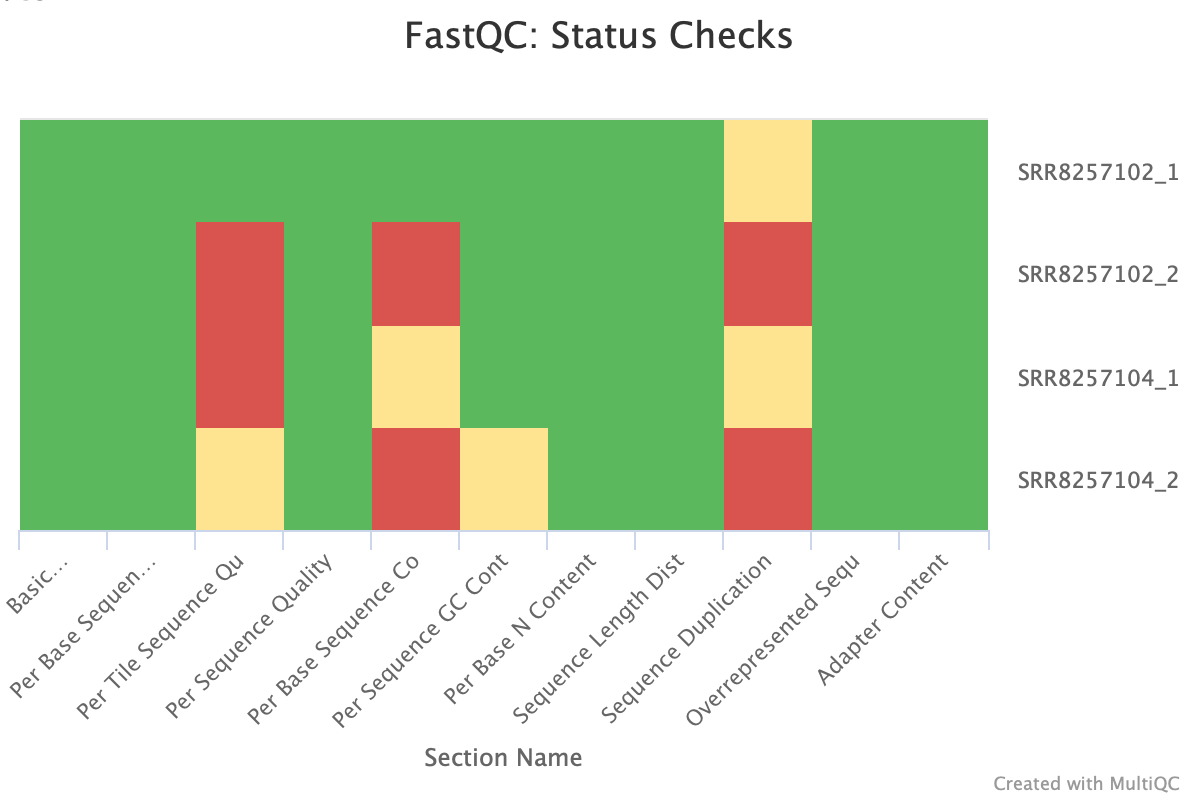 FastQC: Status Checks
SRR8257102_1
SRR8257102_2
SRR8257104_1
SRR8257104_2
Basic...
Per Base Sequen...
Per Tile Sequence Qu
Per Sequence Quality
Per Base Sequence Co
Per Sequence GC Cont
Per Base N Content
Sequence Length Dist
Sequence Duplication
Overrepresented Sequ
Adapter Content
Section Name
Created with MultiQC